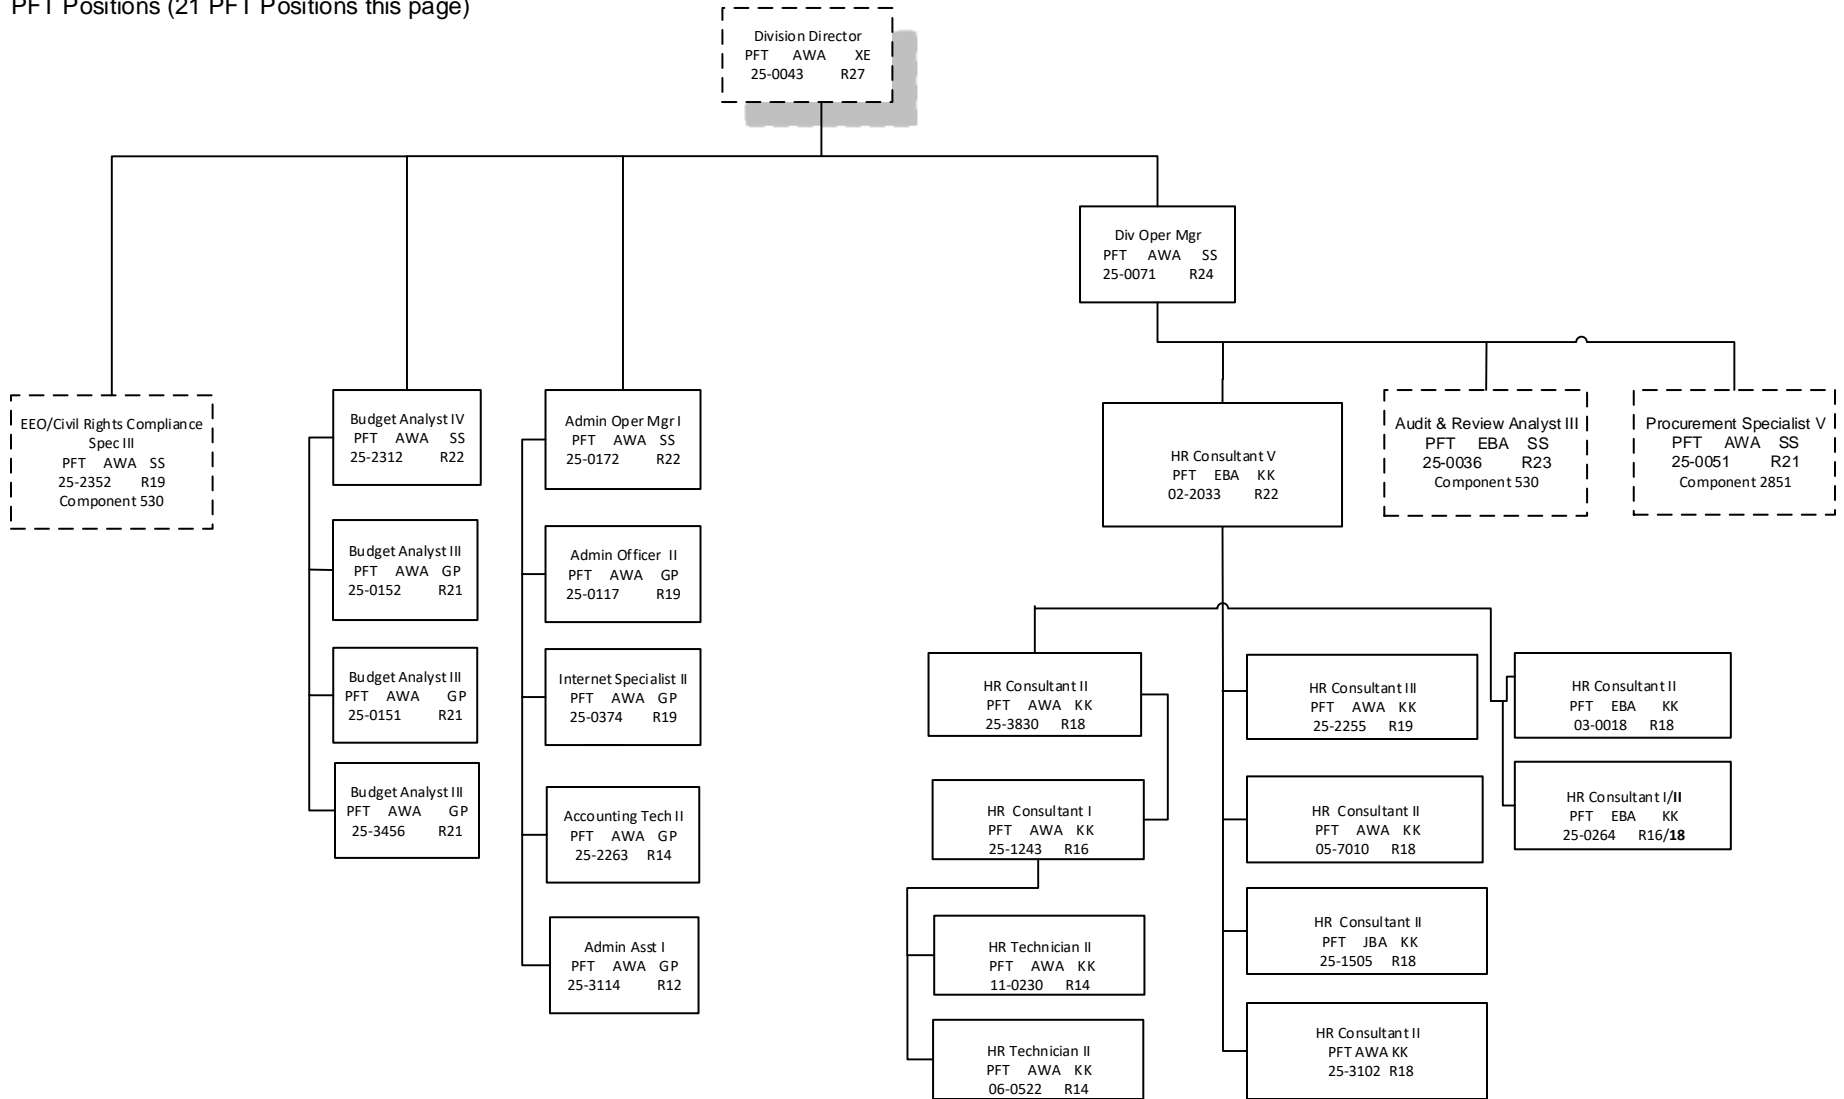 PFT Positions (21 PFT Positions this page)
Division Director
PFT AWA XE
25-0043 R27
Div Oper Mgr
PFT AWA SS
25-0071 R24
EEO/Civil Rights Compliance
Spec III
PFT AWA SS
25-2352 R19
Component 530
Budget Analyst IV
PFT AWA SS
25-2312 R22
Budget Analyst III
PFT AWA GP
25-0152 R21
Budget Analyst III
PFT AWA GP
25-0151 R21
Budget Analyst III
PFT AWA GP
25-3456 R21
Admin Oper Mgr I
PFT AWA SS
25-0172 R22
Admin Officer II
PFT AWA GP
25-0117 R19
Internet Specialist II
PFT AWA GP
25-0374 R19
Accounting Tech II
PFT AWA GP
25-2263 R14
Admin Asst I
PFT AWA GP
25-3114 R12
HR Consultant V
PFT EBA KK
02-2033 R22
Audit & Review Analyst III
PFT EBA SS
25-0036 R23
Component 530
Procurement Specialist V
PFT AWA SS
25-0051 R21
Component 2851
HR Consultant II
PFT AWA KK
25-3830 R18
HR Consultant I
PFT AWA KK
25-1243 R16
HR Technician II
PFT AWA KK
11-0230 R14
HR Technician II
PFT AWA KK
06-0522 R14
HR Consultant III
PFT AWA KK
25-2255 R19
HR Consultant II
PFT AWA KK
05-7010 R18
HR Consultant II
PFT JBA KK
25-1505 R18
HR Consultant II
PFT AWA KK
25-3102 R18
HR Consultant II
PFT EBA KK
03-0018 R18
HR Consultant I/II
PFT EBA KK
25-0264 R16/18